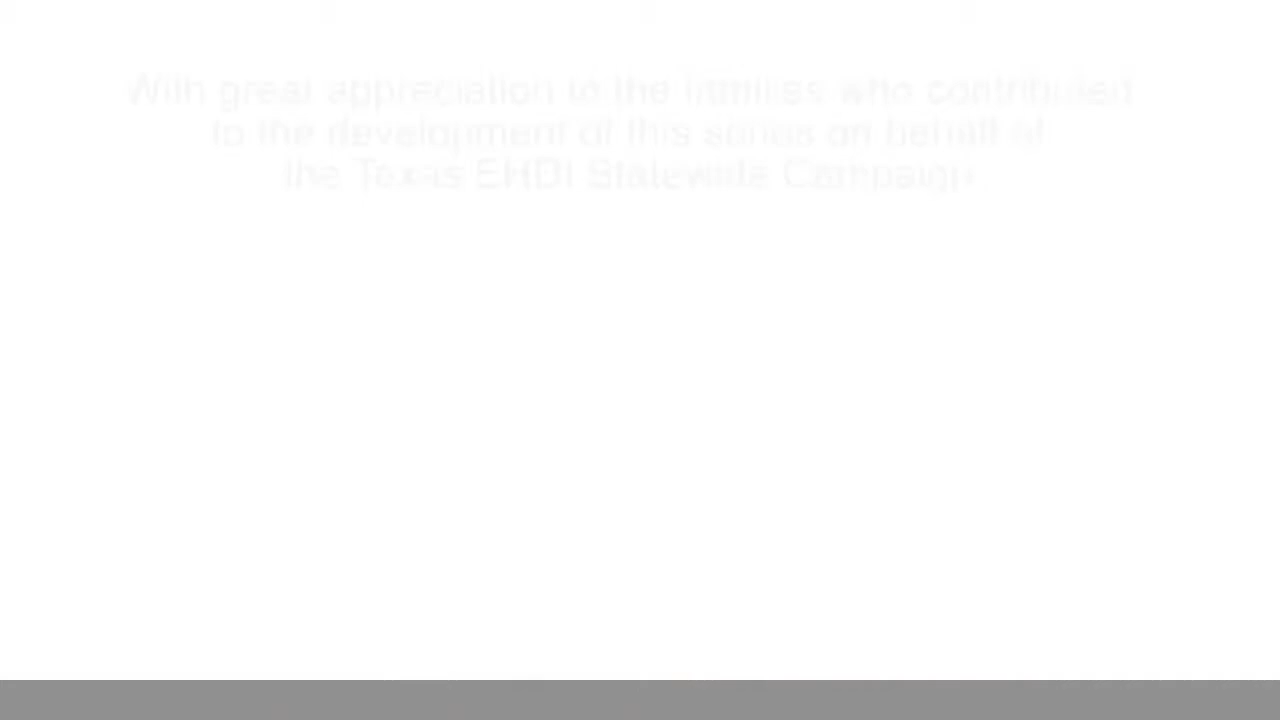 With great appreciation to the families who contributed
to the development of this series on behalf of
the Texas EHDI Statewide Campaign